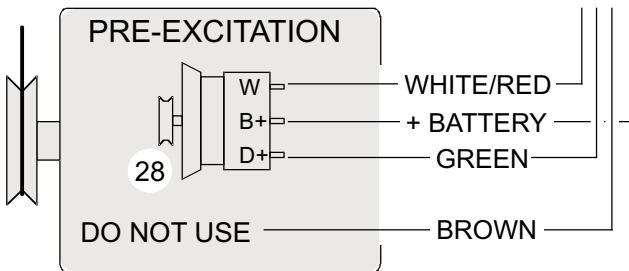 PRE-EXCITATION
W WHITE/RED
B+ + BATTERY
D+ GREEN
28
DO NOT USE BROWN